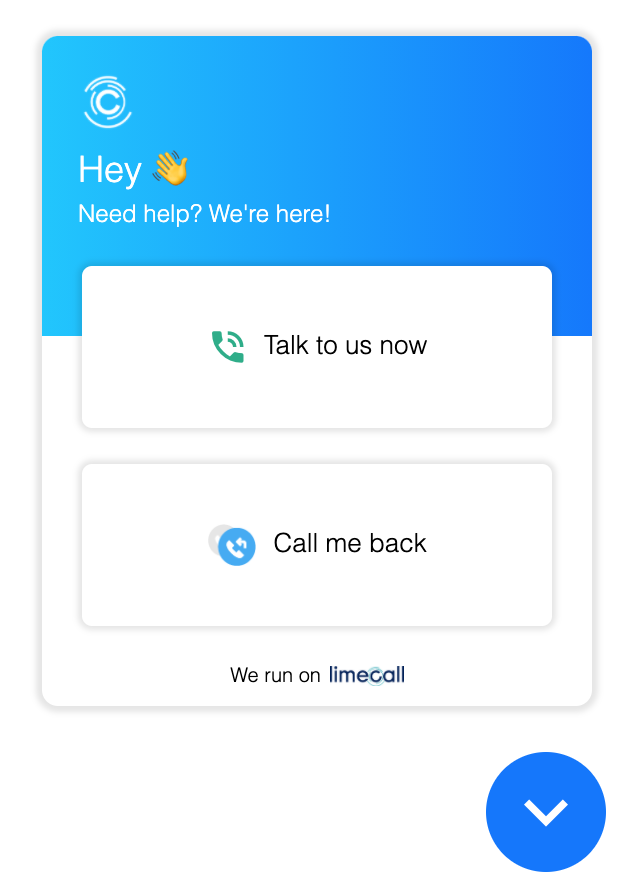 Hey 👋
Need help? We're here!
Talk to us now
Call me back
We run on limecall